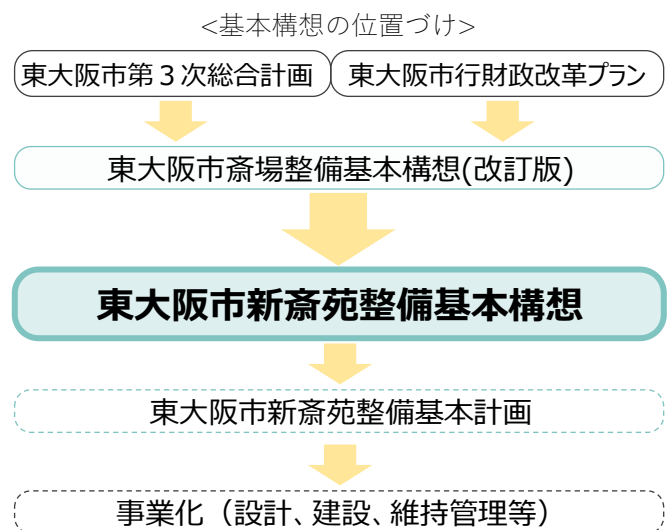 <基本構想の位置づけ>
東大阪市第３次総合計画 東大阪市行財政改革プラン
東大阪市斎場整備基本構想(改訂版)
東大阪市新斎苑整備基本構想
東大阪市新斎苑整備基本計画
事業化（設計、建設、維持管理等）